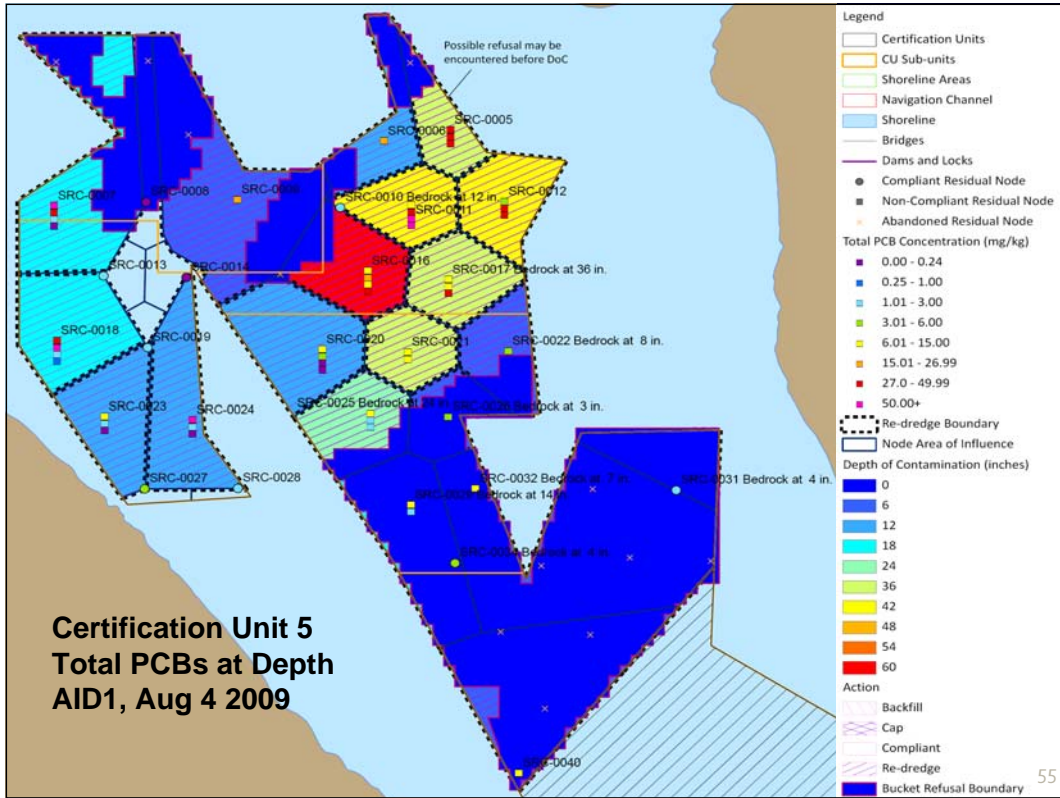 Possible refusal may be
encountered before DoC
SRC-0005
SRC-0006
SRC-0001
SRC-0008
SRC-0009
SRC-0010 Bedrock at 12 in.
SRC-0011
SRC-0012
SRC-0013
SRC-0014
SRC-0016
SRC-0017 Bedrock at 36 in.
SRC-0018
SRC-0019
SRC-0020
SRC-0021
SRC-0022 Bedrock at 8 in.
SRC-0023
SRC-0024
SRC-0025 Bedrock at 24 in.
Bedrock at 3 in.
SRC-0027
SRC-0028
SRC-0032 Bedrock at 7 in.
SRC-0031 Bedrock at 4 in.
Bedrock at 14 in.
Bedrock at 4 in.
SRC-0040
Certification Unit 5
Total PCBs at Depth
AID1, Aug 4 2009
Legend
Certification Units
CU Sub-units
Shoreline Areas
Navigation Channel
Shoreline
Bridges
Dams and Locks
Compliant Residual Node
Non-Compliant Residual Node
Abandoned Residual Node
Total PCB Concentration (mg/kg)
0.00 - 0.24
0.25 - 1.00
1.01 - 3.00
3.01 - 6.00
6.01 - 15.00
15.01 - 26.99
27.0 - 49.99
50.00+
Re-dredge Boundary
Node Area of Influence
Depth of Contamination (inches)
0
6
12
18
24
36
42
48
54
60
Action
Backfill
Cap
Compliant
Re-dredge
Bucket Refusal Boundary
55